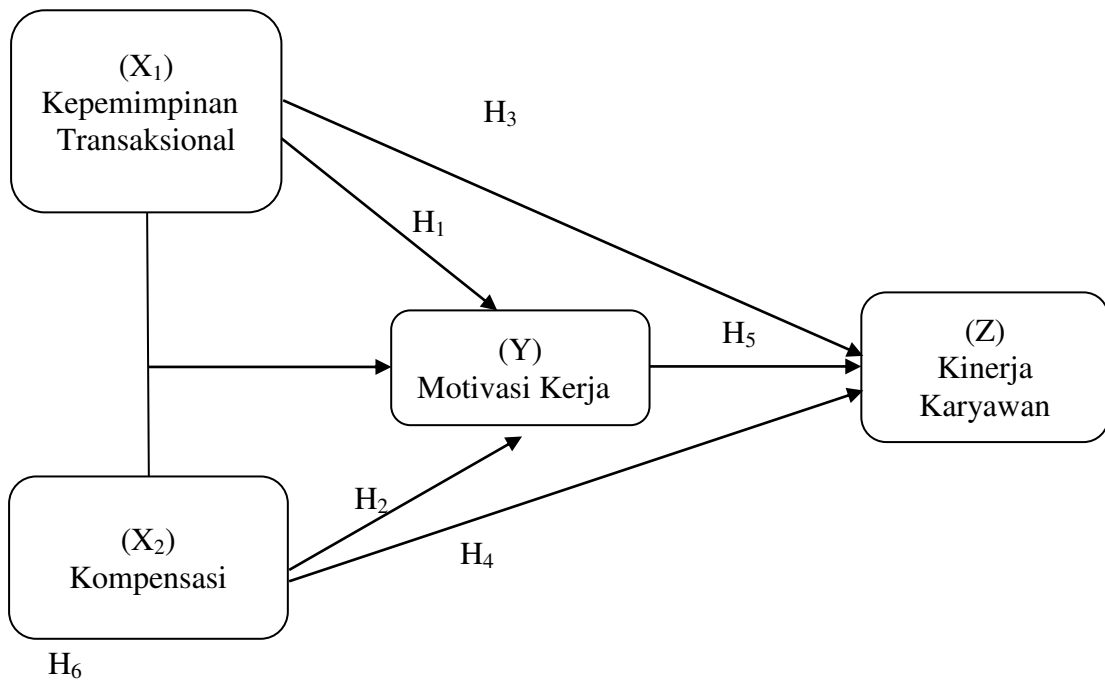 (X₁)
Kepemimpinan
Transaksional
H₃
H₁
(Y)
Motivasi Kerja
H₅
(Z)
Kinerja
Karyawan
H₂
(X₂)
Kompensasi
H₄
H₆